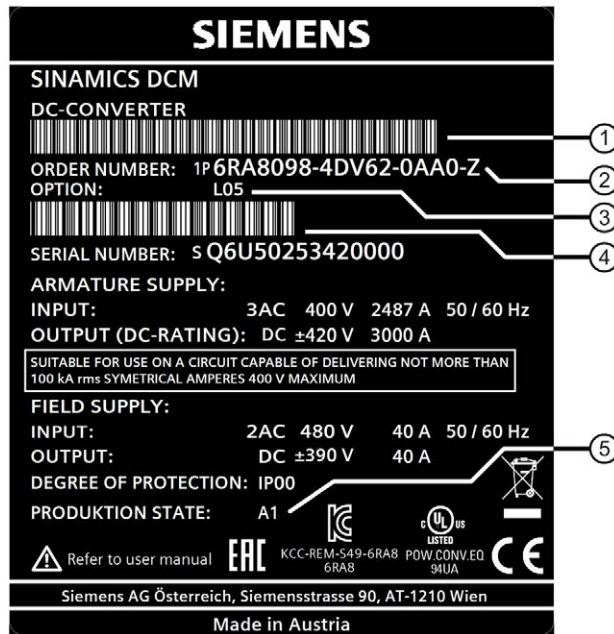 SIEMENS
SINAMICS DCM
DC-CONVERTER
①
ORDER NUMBER: 1P 6RA8098-4DV62-0AA0-Z ②
OPTION: L05 ③
④
SERIAL NUMBER: S Q6U50253420000
ARMATURE SUPPLY:
INPUT: 3AC 400 V 2487 A 50 / 60 Hz
OUTPUT (DC-RATING): DC ±420 V 3000 A
SUITABLE FOR USE ON A CIRCUIT CAPABLE OF DELIVERING NOT MORE THAN
100 kA rms SYMETRICAL AMPERES 400 V MAXIMUM
FIELD SUPPLY:
INPUT: 2AC 480 V 40 A 50 / 60 Hz
OUTPUT: DC ±390 V 40 A ⑤
DEGREE OF PROTECTION: IP00
PRODUKTION STATE: A1
C UL US
LISTED
Refer to user manual EAC KCC-REM-S49-6RA8 POW.CONV.EQ CE
6RA8 94UA
Siemens AG Österreich, Siemensstrasse 90, AT-1210 Wien
Made in Austria